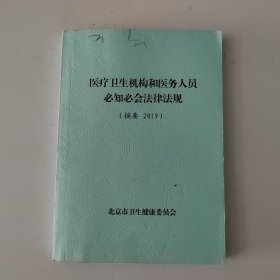 医疗卫生机构和医务人员
必知必会法律法规
（摘要 2019）
北京市卫生健康委员会